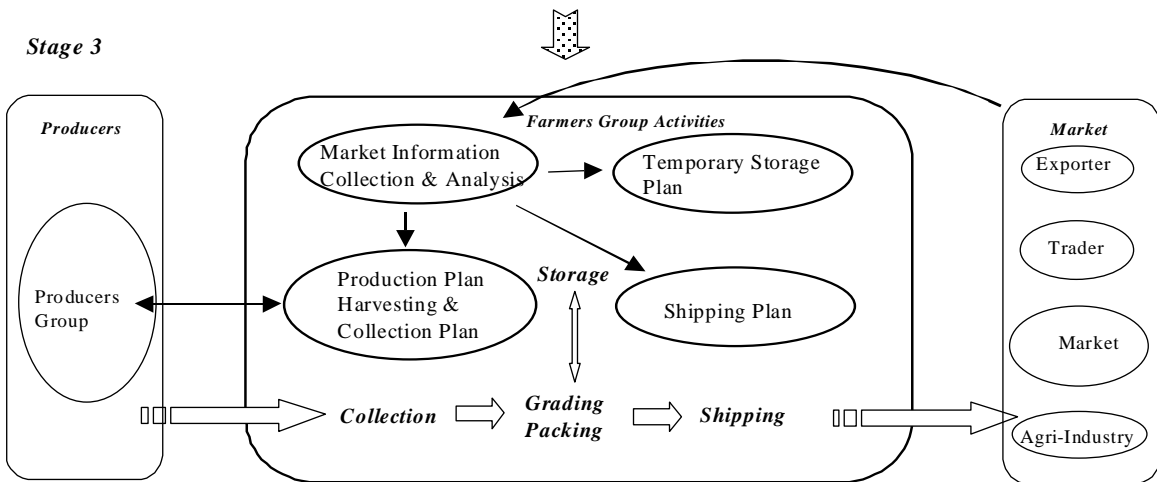 Stage 3
Producers
Producers
Group
Farmers Group Activities
Market Information
Collection & Analysis
Temporary Storage
Plan
Production Plan
Harvesting &
Collection Plan
Storage
Shipping Plan
Collection
Grading
Packing
Shipping
Market
Exporter
Trader
Market
Agri-Industry